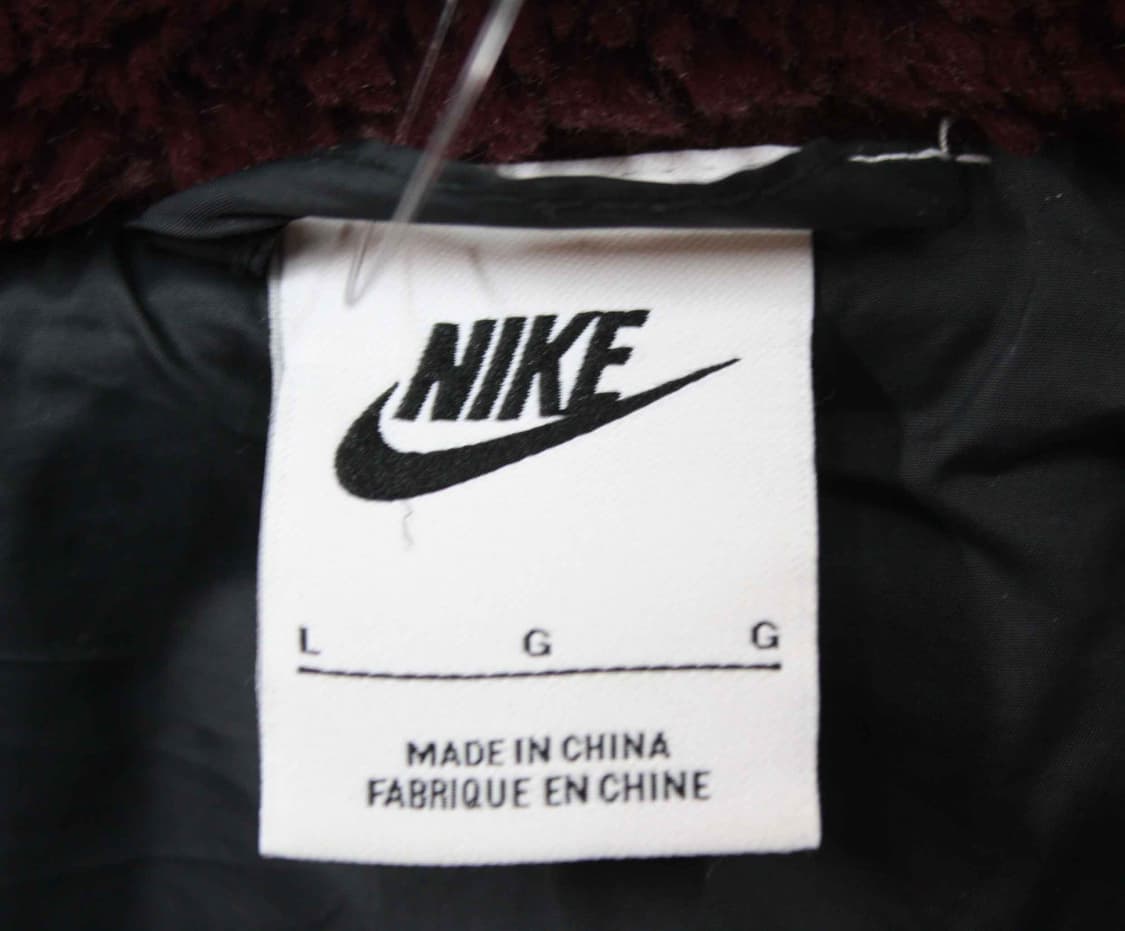 NIKE
L G G
MADE IN CHINA
FABRIQUE EN CHINE